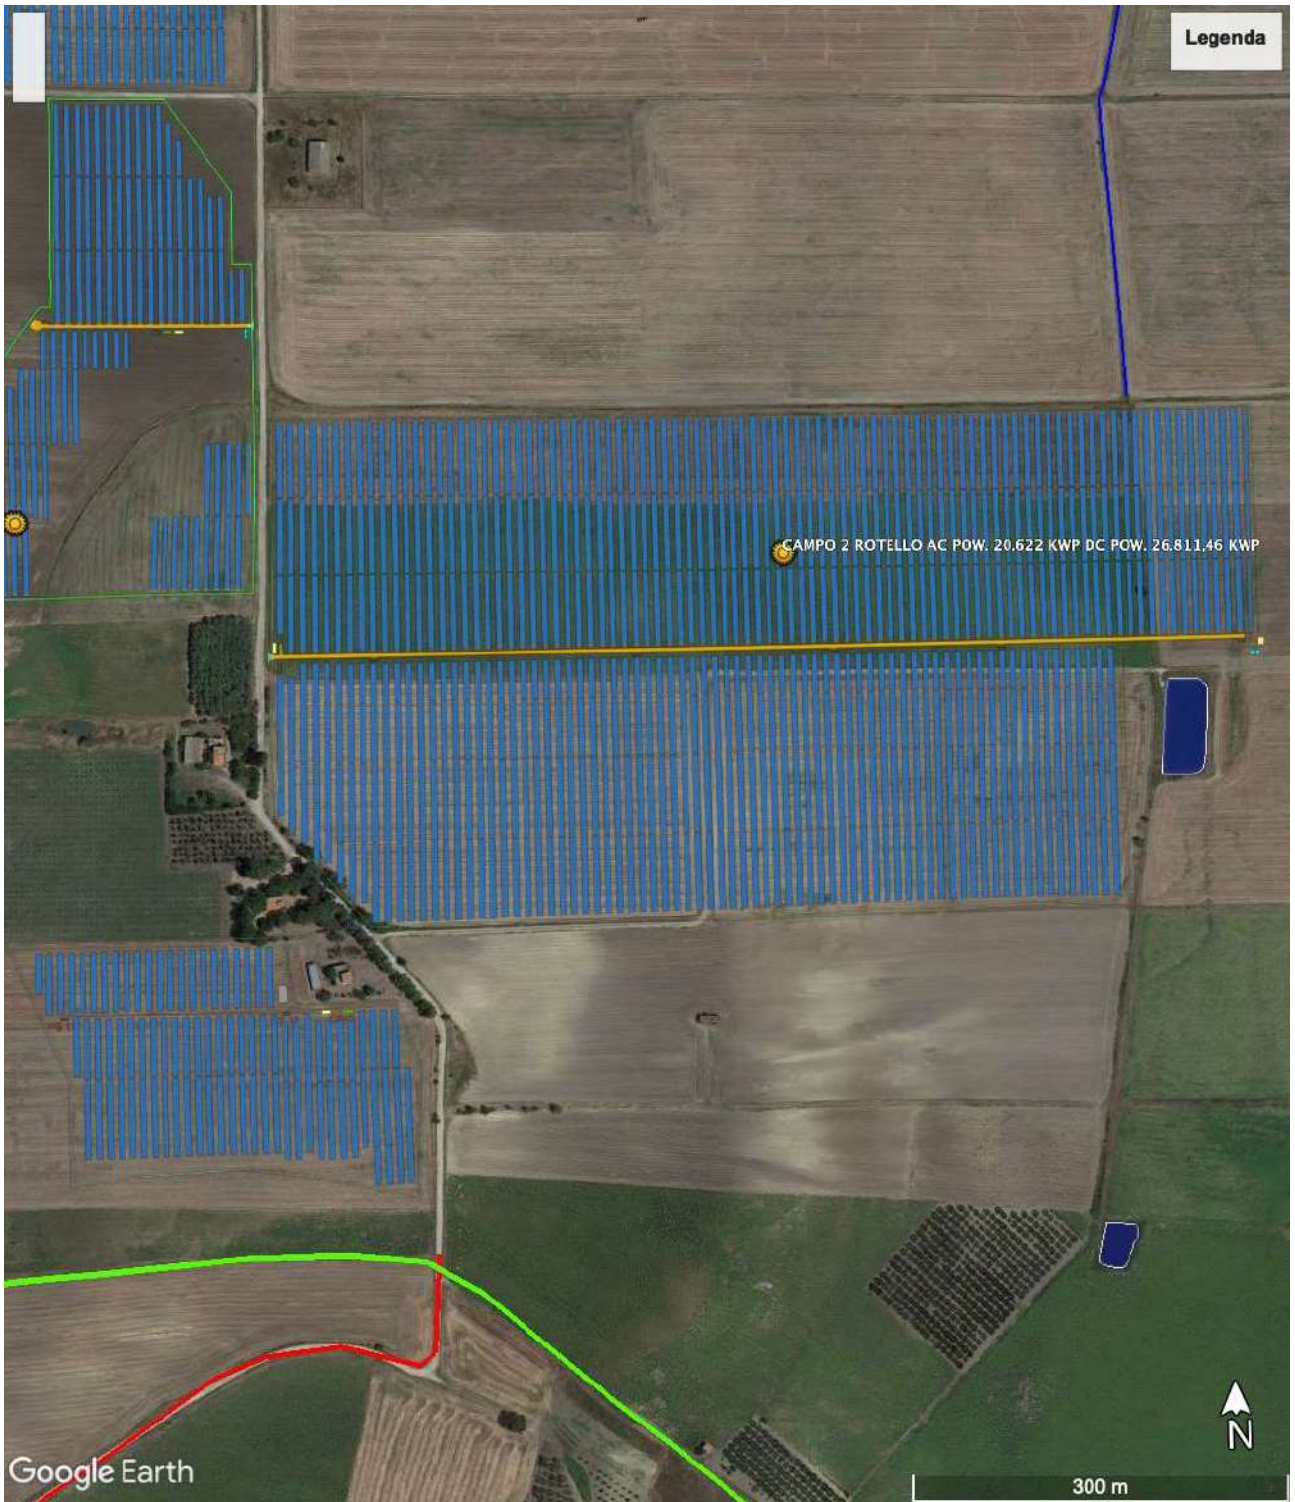 Legenda
CAMPO 2 ROTELLO AC POW. 20.622 KWP DC POW. 26.811,46 KWP
N
Google Earth
300 m